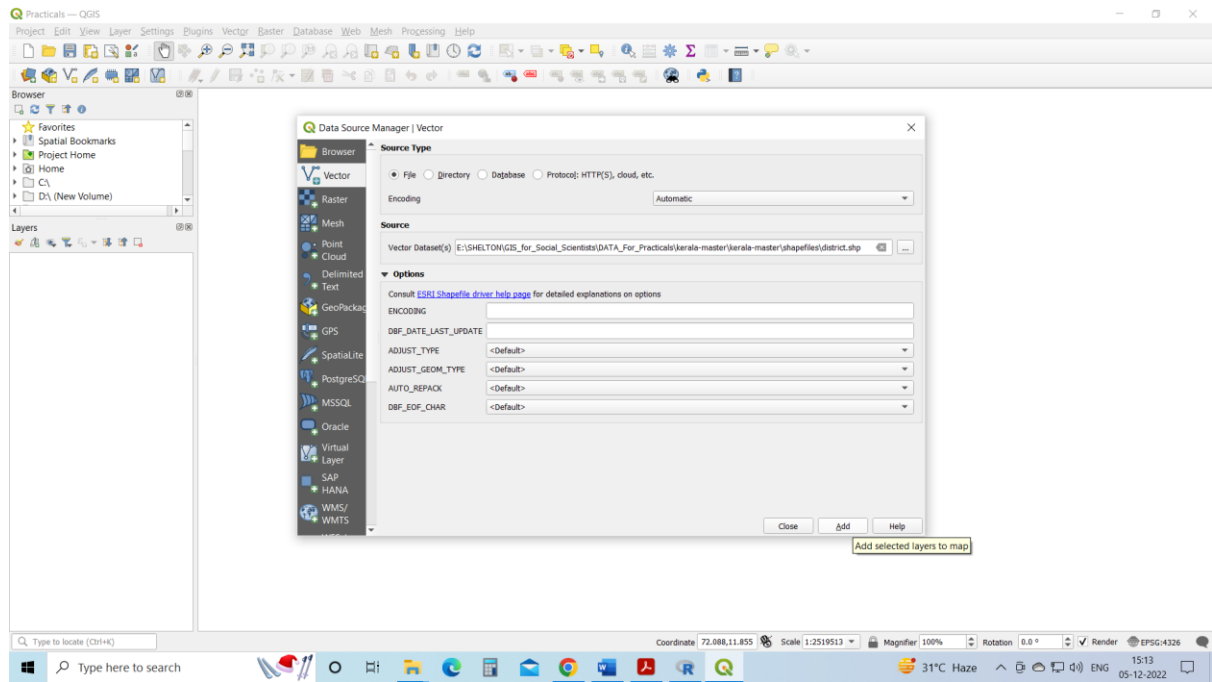 Practicals — QGIS
Project Edit View Layer Settings Plugins Vector Raster Database Web Mesh Processing Help
Browser
Favorites
Spatial Bookmarks
Project Home
Home
C:\
D:\ (New Volume)
Layers
Data Source Manager | Vector
Browser
Vector
Raster
Mesh
Point
Cloud
Delimited
Text
GeoPackag
GPS
SpatiaLite
PostgreSQ
MSSQL
Oracle
Virtual
Layer
SAP
HANA
WMS/
WMTS
Source Type
File Directory Database Protocol: HTTP(S), cloud, etc.
Encoding Automatic
Source
Vector Dataset(s) E:\SHELTON\GIS_for_Social_Scientists\DATA_For_Practicals\kerala-master\kerala-master\shapefiles\district.shp ...
Options
Consult ESRI Shapefile driver help page for detailed explanations on options
ENCODING
DBF_DATE_LAST_UPDATE
ADJUST_TYPE <Default>
ADJUST_GEOM_TYPE <Default>
AUTO_REPACK <Default>
DBF_EOF_CHAR <Default>
Close Add Help
Add selected layers to map
Type to locate (Ctrl+K) Coordinate 72.088,11.855 Scale 1:2519513 Magnifier 100% Rotation 0.0 ° Render EPSG:4326
Type here to search 31°C Haze ENG 15:13
05-12-2022